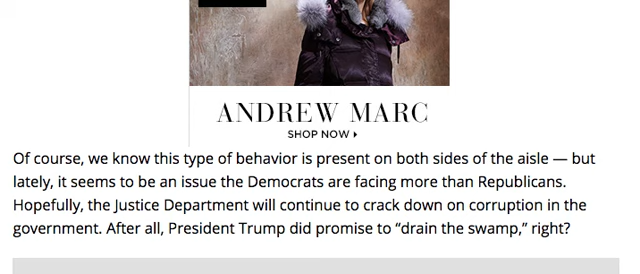 ANDREW MARC
SHOP NOW
Of course, we know this type of behavior is present on both sides of the aisle — but
lately, it seems to be an issue the Democrats are facing more than Republicans.
Hopefully, the Justice Department will continue to crack down on corruption in the
government. After all, President Trump did promise to “drain the swamp,” right?